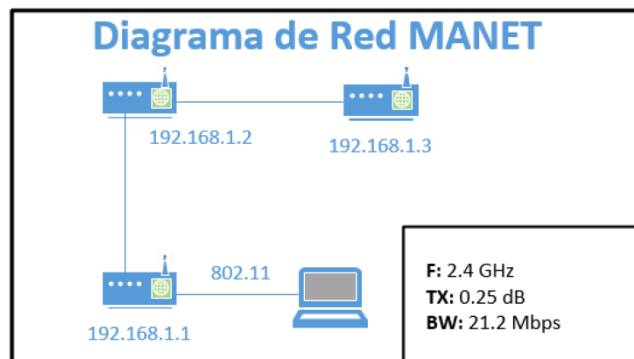 Diagrama de Red MANET
192.168.1.2
192.168.1.3
802.11
192.168.1.1
F: 2.4 GHz
TX: 0.25 dB
BW: 21.2 Mbps